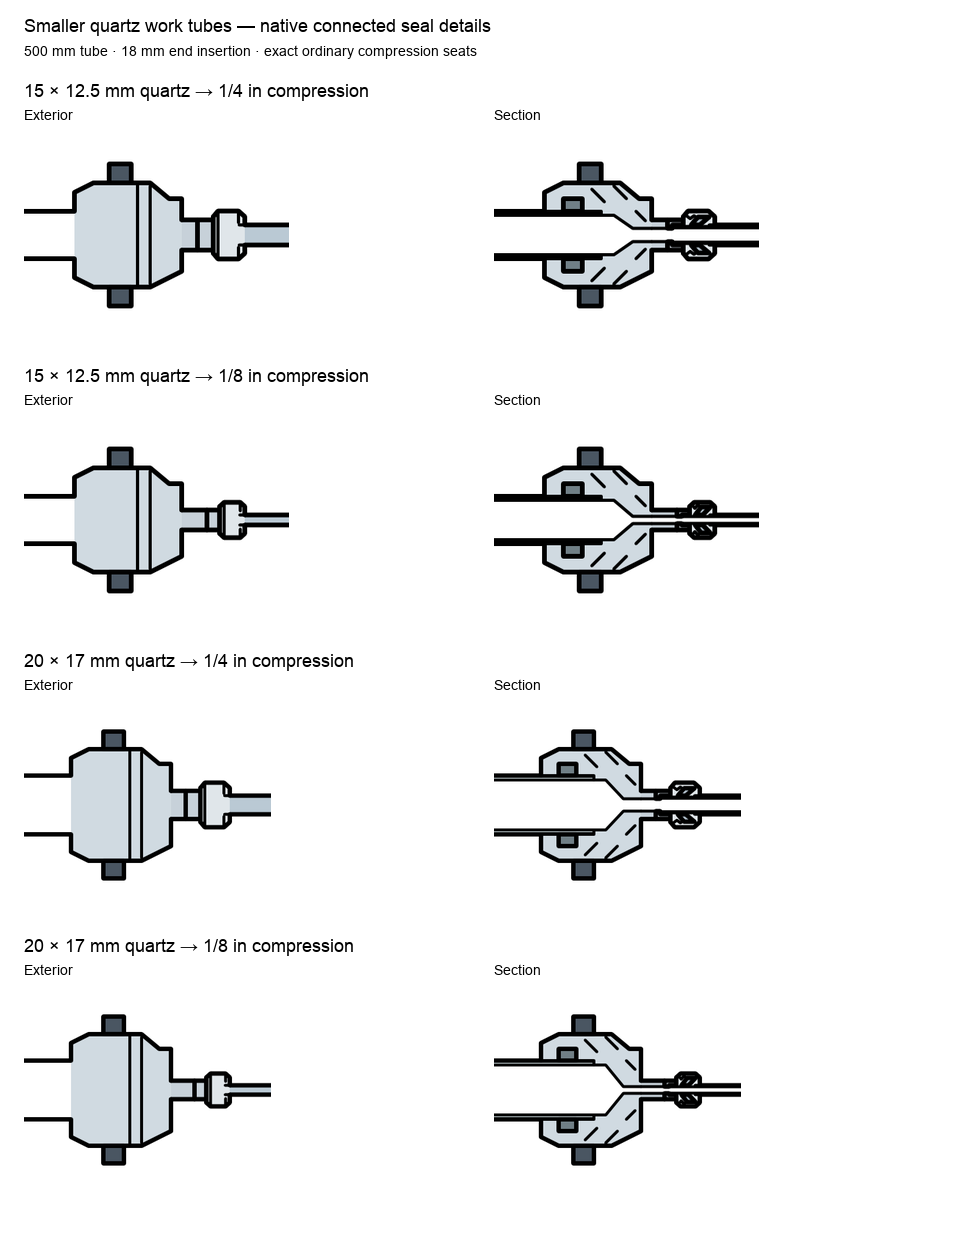 Smaller quartz work tubes — native connected seal details
500 mm tube · 18 mm end insertion · exact ordinary compression seats
15 × 12.5 mm quartz → 1/4 in compression
Exterior
Section
15 × 12.5 mm quartz → 1/8 in compression
Exterior
Section
20 × 17 mm quartz → 1/4 in compression
Exterior
Section
20 × 17 mm quartz → 1/8 in compression
Exterior
Section